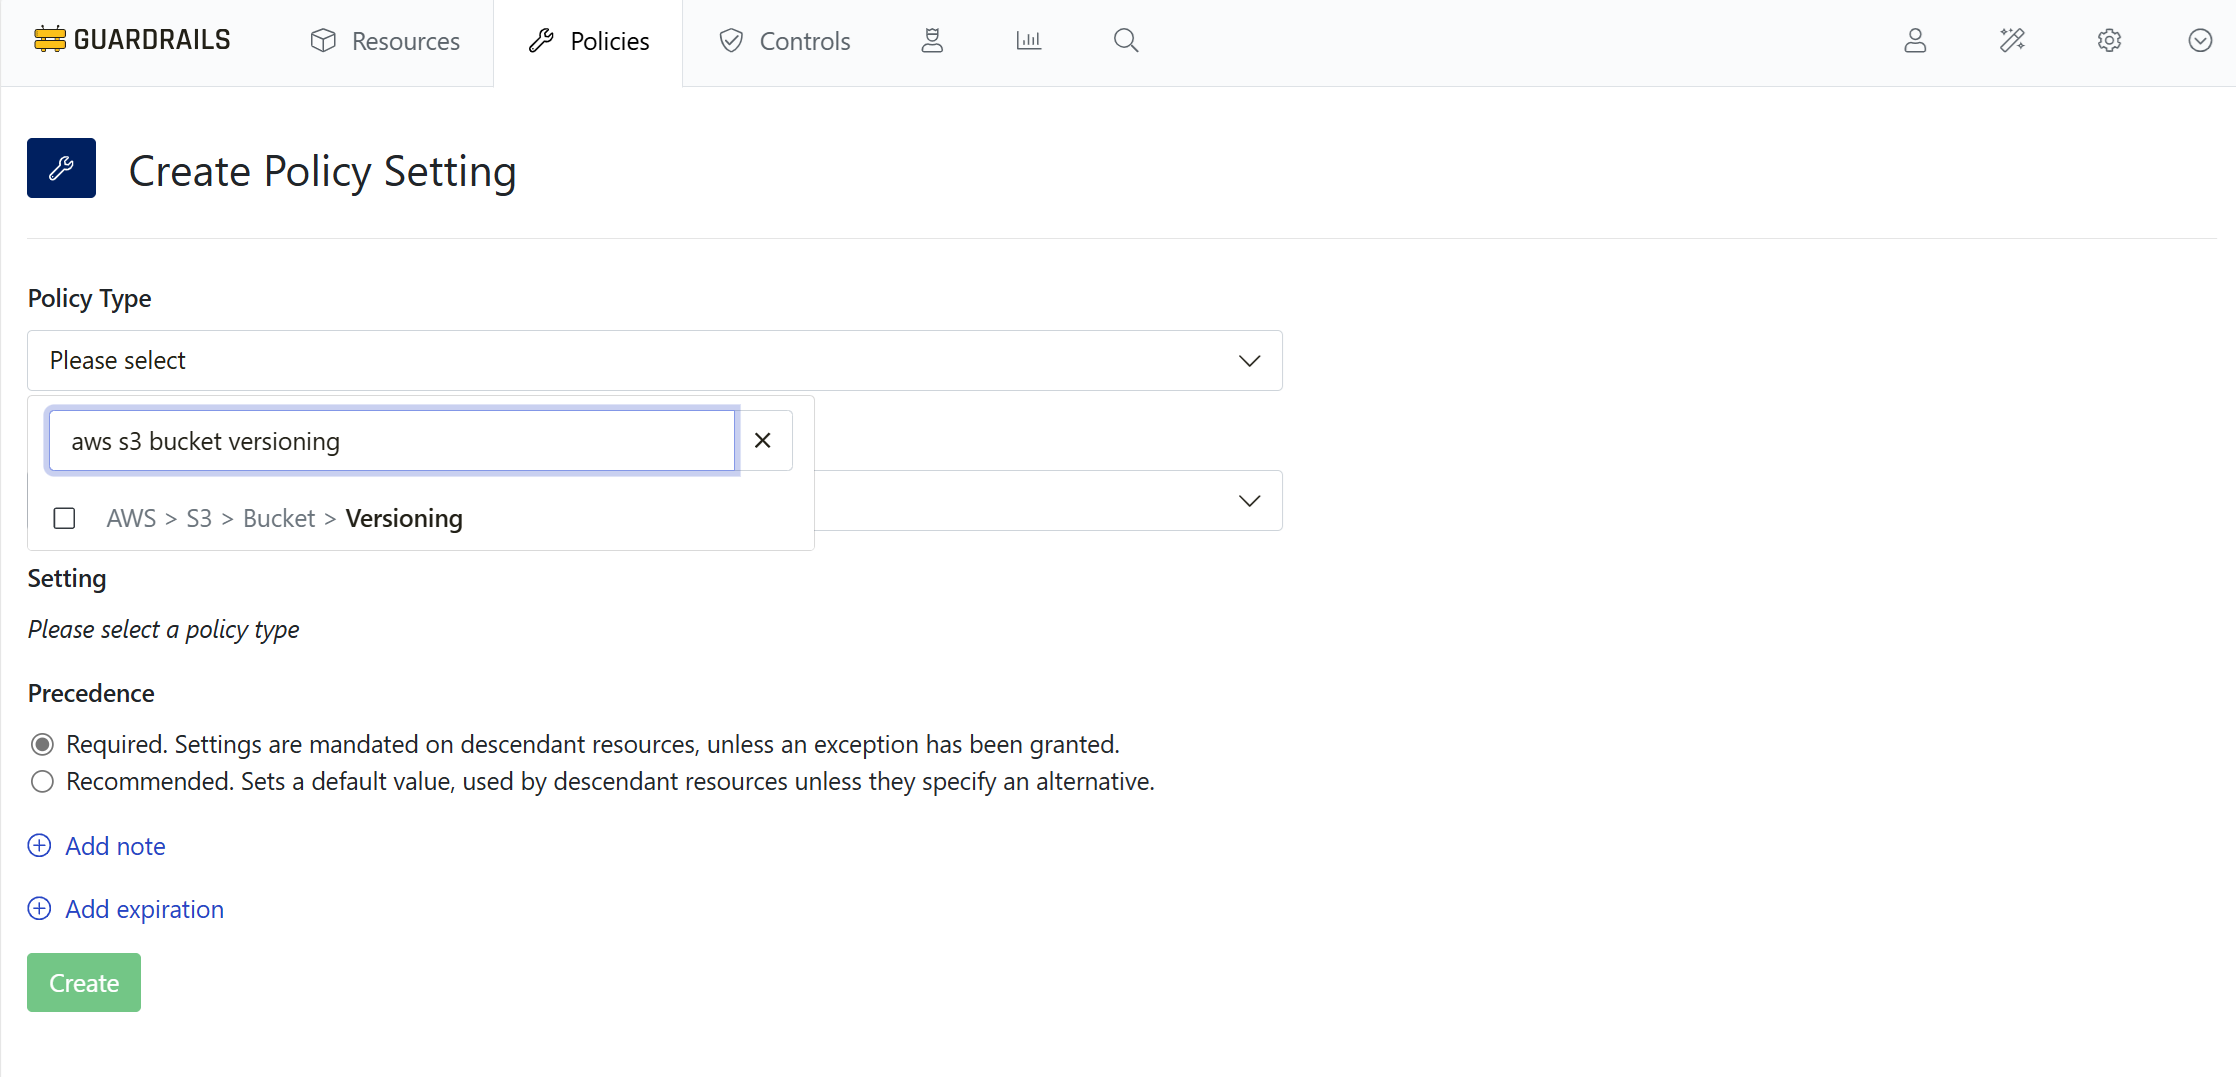 GUARDRAILS Resources Policies Controls
Create Policy Setting
Policy Type
Please select
aws s3 bucket versioning
AWS > S3 > Bucket > Versioning
Setting
Please select a policy type
Precedence
Required. Settings are mandated on descendant resources, unless an exception has been granted.
Recommended. Sets a default value, used by descendant resources unless they specify an alternative.
Add note
Add expiration
Create